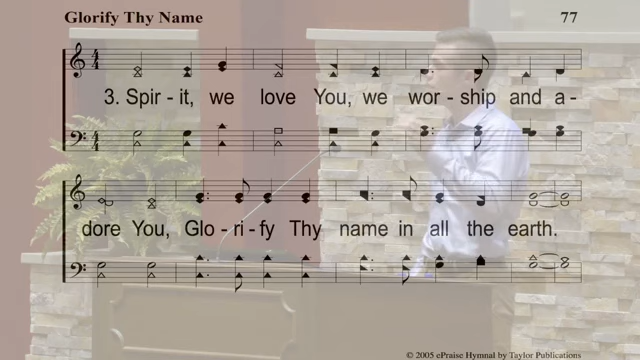 Glorify Thy Name 77
3. Spir - it, we love You, we wor - ship and a -
dore You, Glo - ri - fy Thy name in all the earth.
© 2005 ePraise Hymnal by Taylor Publications